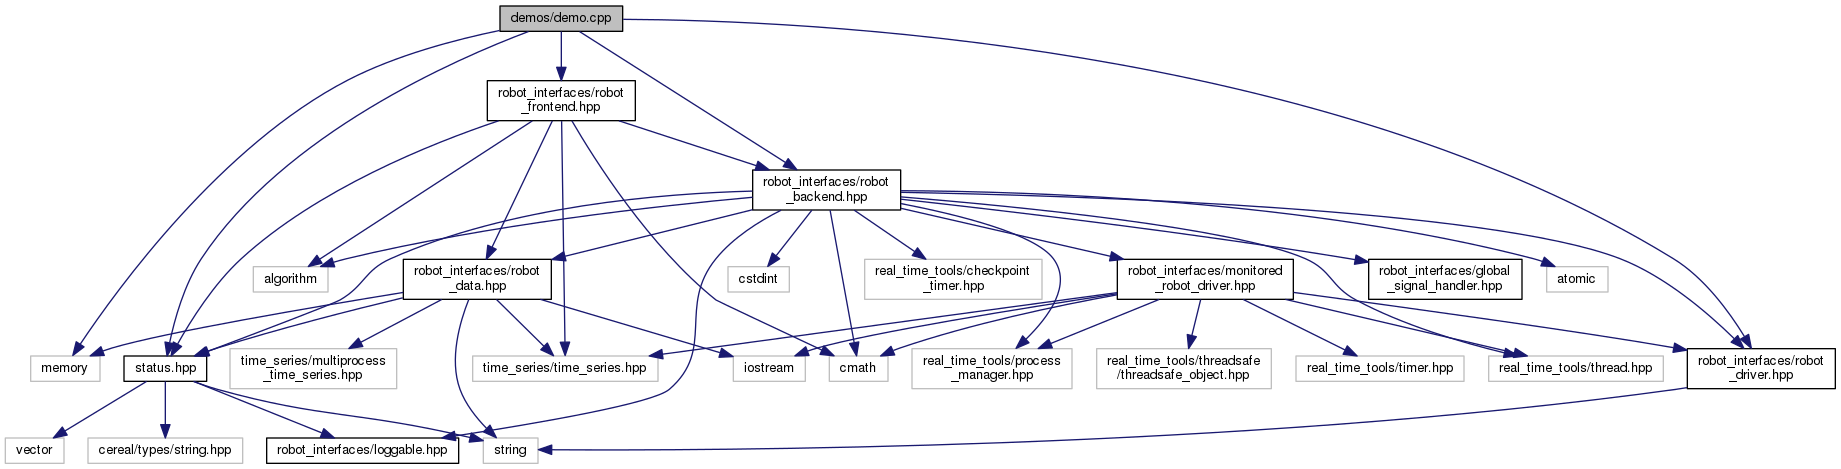 demos/demo.cpp
robot_interfaces/robot
_frontend.hpp
robot_interfaces/robot
_backend.hpp
algorithm
robot_interfaces/robot
_data.hpp
cstdint
real_time_tools/checkpoint
_timer.hpp
robot_interfaces/monitored
_robot_driver.hpp
robot_interfaces/global
_signal_handler.hpp
atomic
memory
status.hpp
time_series/multiprocess
_time_series.hpp
time_series/time_series.hpp
iostream
cmath
real_time_tools/process
_manager.hpp
real_time_tools/threadsafe
/threadsafe_object.hpp
real_time_tools/timer.hpp
real_time_tools/thread.hpp
robot_interfaces/robot
_driver.hpp
vector
cereal/types/string.hpp
robot_interfaces/loggable.hpp
string